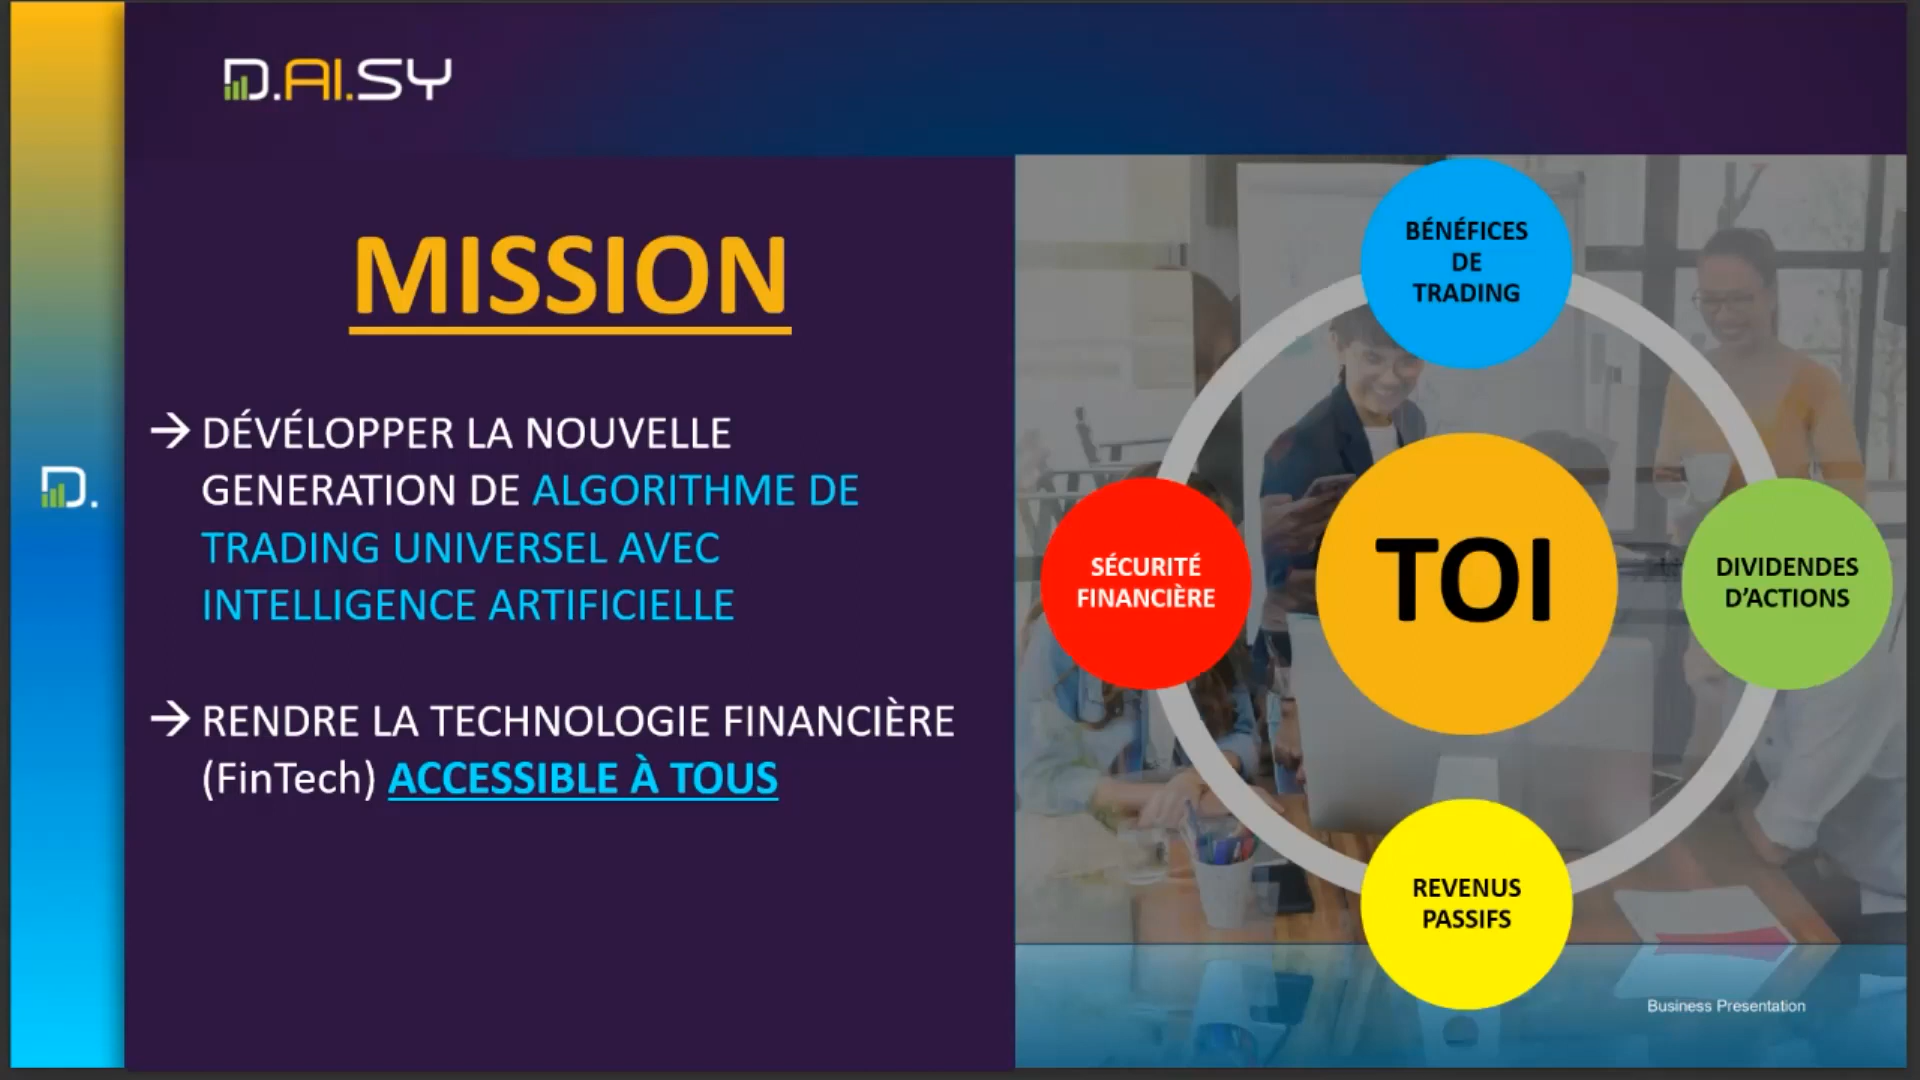 D.AI.SY
D.
MISSION
→ DÉVÉLOPPER LA NOUVELLE
GENERATION DE ALGORITHME DE
TRADING UNIVERSEL AVEC
INTELLIGENCE ARTIFICIELLE
→ RENDRE LA TECHNOLOGIE FINANCIÈRE
(FinTech) ACCESSIBLE À TOUS
BÉNÉFICES
DE
TRADING
SÉCURITÉ
FINANCIÈRE
TOI
DIVIDENDES
D’ACTIONS
REVENUS
PASSIFS
Business Presentation